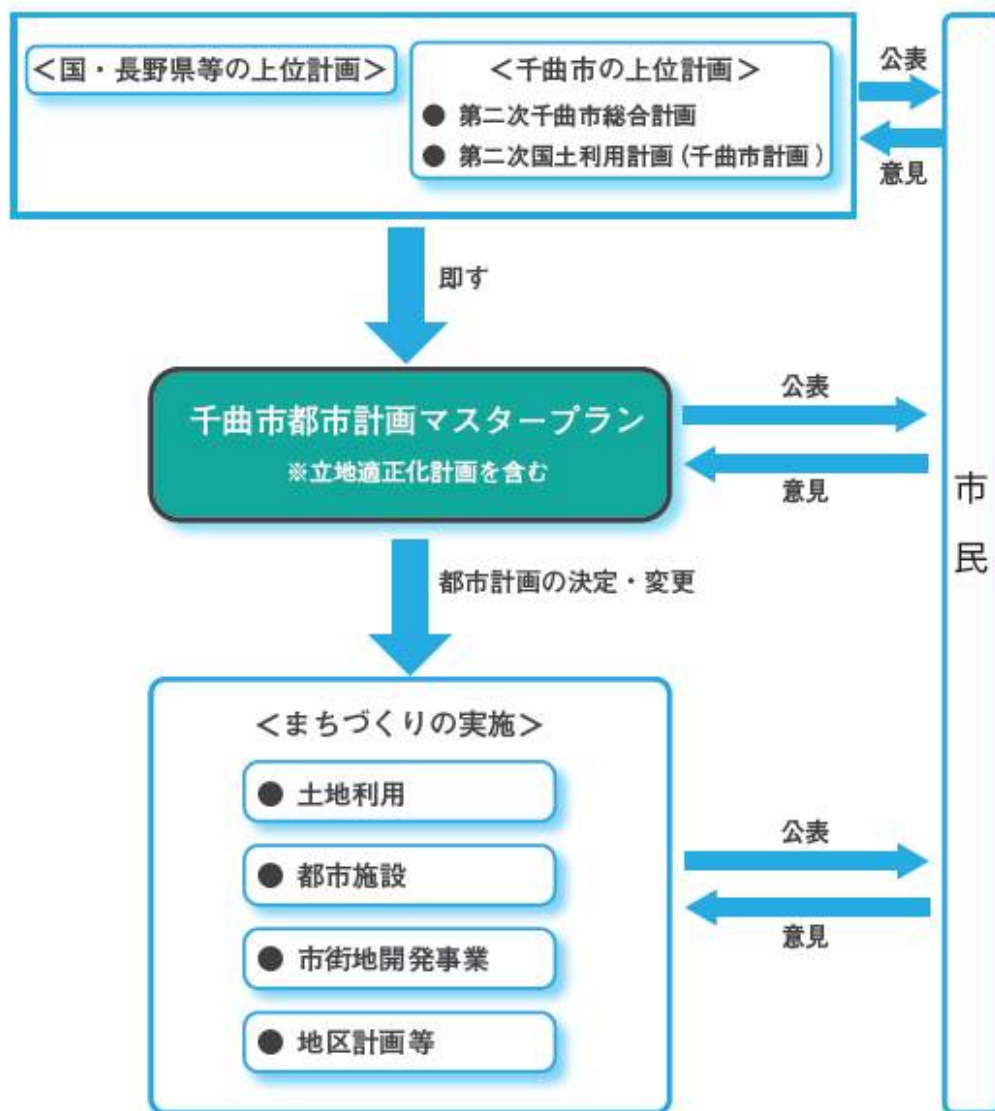 ＜国・長野県等の上位計画＞
＜千曲市の上位計画＞
● 第二次千曲市総合計画
● 第二次国土利用計画(千曲市計画)
公表
意見
即す
千曲市都市計画マスタープラン
※立地適正化計画を含む
公表
意見
市民
都市計画の決定・変更
＜まちづくりの実施＞
● 土地利用
● 都市施設
● 市街地開発事業
● 地区計画等
公表
意見